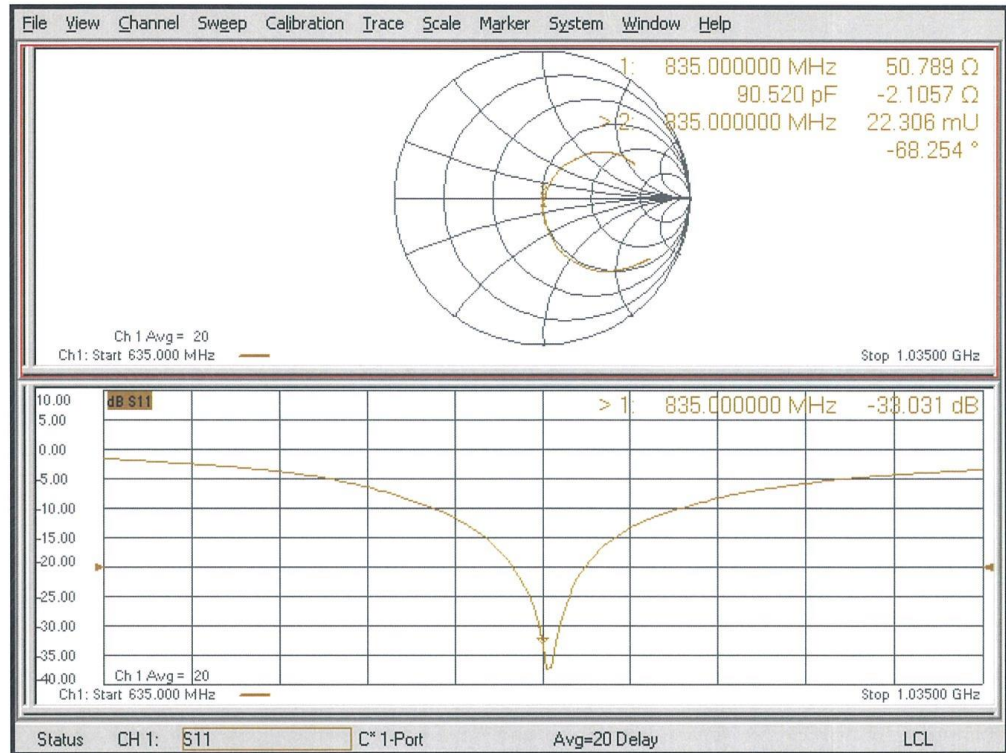 File View Channel Sweep Calibration Trace Scale Marker System Window Help
1: 835.000000 MHz 50.789 Ω
90.520 pF -2.1057 Ω
> 2: 835.000000 MHz 22.306 mU
-68.254 °
Ch 1 Avg = 20
Ch1: Start 635.000 MHz
Stop 1.03500 GHz
10.00
dB S11
> 1: 835.000000 MHz -33.031 dB
5.00
0.00
-5.00
-10.00
-15.00
-20.00
-25.00
-30.00
-35.00
-40.00
Ch 1 Avg = 20
Ch1: Start 635.000 MHz
Stop 1.03500 GHz
Status CH 1: S11 C* 1-Port Avg=20 Delay LCL